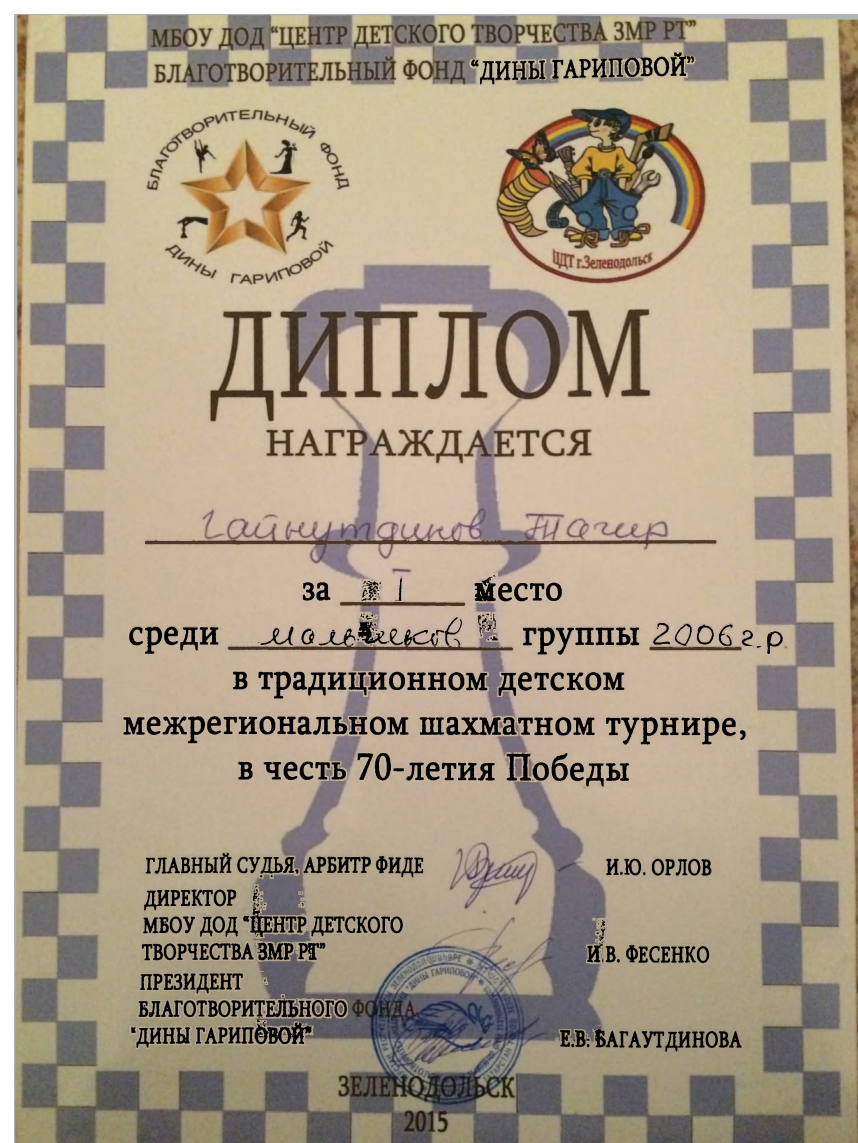 МБОУ ДОД “ЦЕНТР ДЕТСКОГО ТВОРЧЕСТВА ЗМР РТ”
БЛАГОТВОРИТЕЛЬНЫЙ ФОНД “ДИНЫ ГАРИПОВОЙ”
БЛАГОТВОРИТЕЛЬНЫЙ ФОНД
ДИНЫ ГАРИПОВОЙ
ЦДТ г.Зеленодольск
ДИПЛОМ
НАГРАЖДАЕТСЯ
Гайнутдинов Тагир
за I место
среди мальчиков группы 2006 г.р.
в традиционном детском
межрегиональном шахматном турнире,
в честь 70-летия Победы
ГЛАВНЫЙ СУДЬЯ, АРБИТР ФИДЕ И.Ю. ОРЛОВ
ДИРЕКТОР
МБОУ ДОД “ЦЕНТР ДЕТСКОГО
ТВОРЧЕСТВА ЗМР РТ” И.В. ФЕСЕНКО
ПРЕЗИДЕНТ
БЛАГОТВОРИТЕЛЬНОГО ФОНДА
“ДИНЫ ГАРИПОВОЙ” Е.В. БАГАУТДИНОВА
ЗЕЛЕНОДОЛЬСК
2015